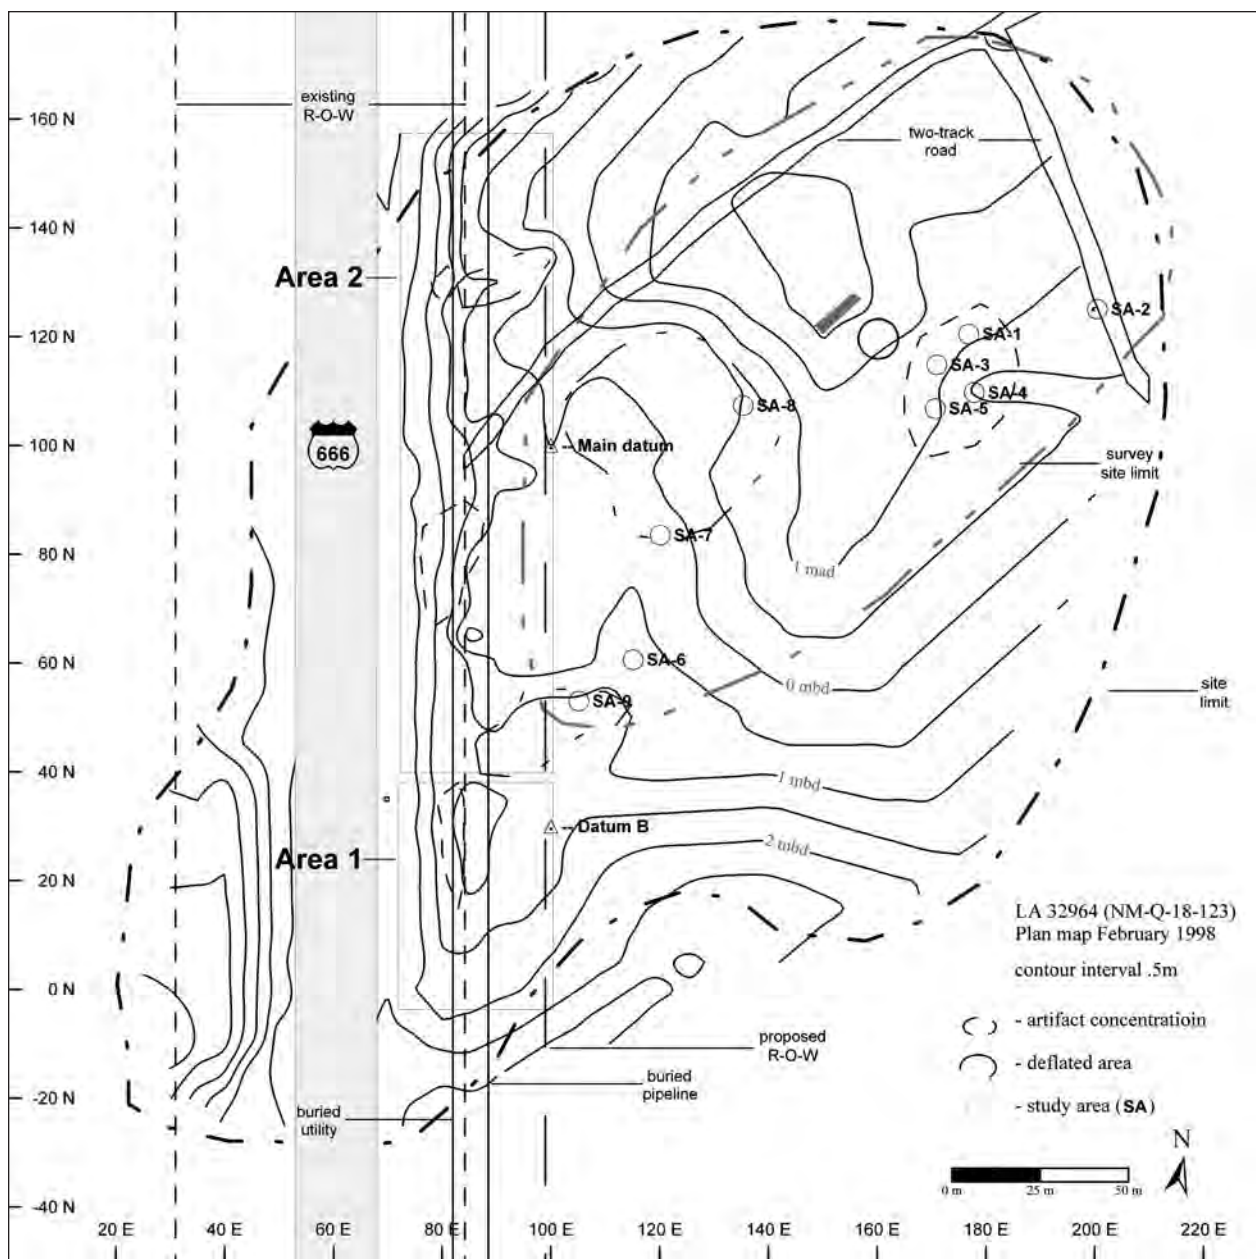 160 N
140 N
120 N
100 N
80 N
60 N
40 N
20 N
0 N
-20 N
-40 N
existing
R-O-W
two-track
road
Area 2
SA-2
SA-1
SA-3
SA-4
SA-5
SA-8
666
Main datum
survey
site limit
SA-7
1 mad
SA-6
0 mbd
SA-9
site
limit
1 mbd
Datum B
2 mbd
Area 1
LA 32964 (NM-Q-18-123)
Plan map February 1998
contour interval .5m
- artifact concentratioin
- deflated area
- study area (SA)
proposed
R-O-W
buried
pipeline
buried
utility
N
0 m 25 m 50 m
20 E 40 E 80 E 100 E 120 E 140 E 160 E 180 E 200 E 220 E